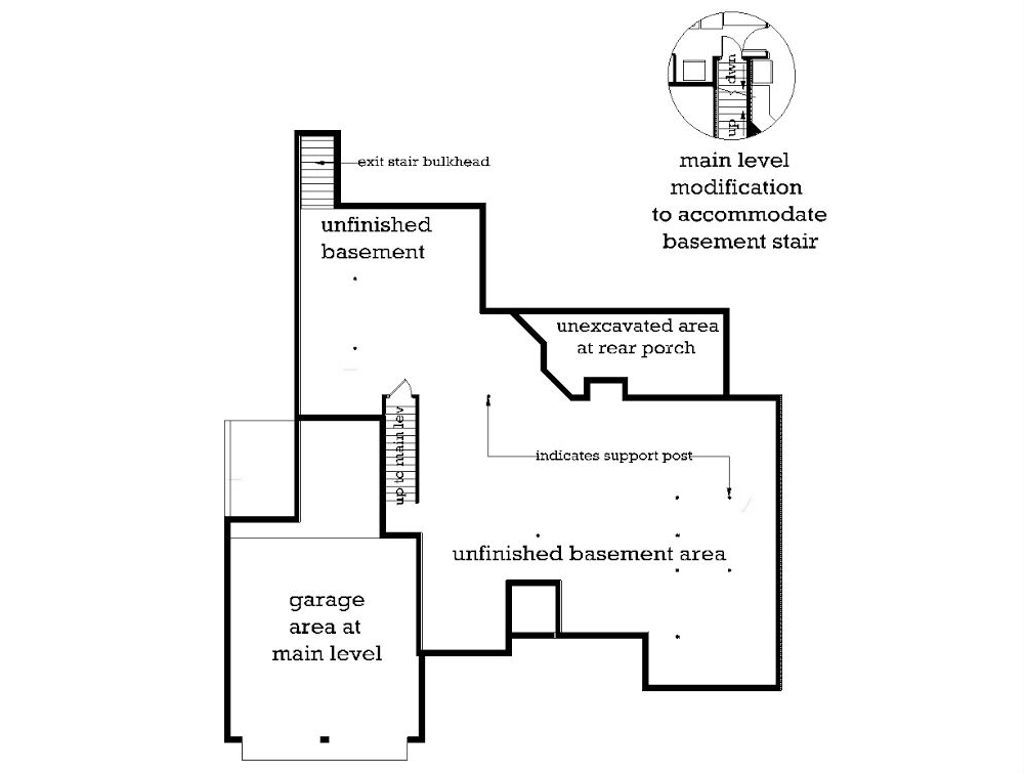 dwn
up
main level
modification
to accommodate
basement stair
exit stair bulkhead
unfinished
basement
unexcavated area
at rear porch
up to main lev
indicates support post
unfinished basement area
garage
area at
main level